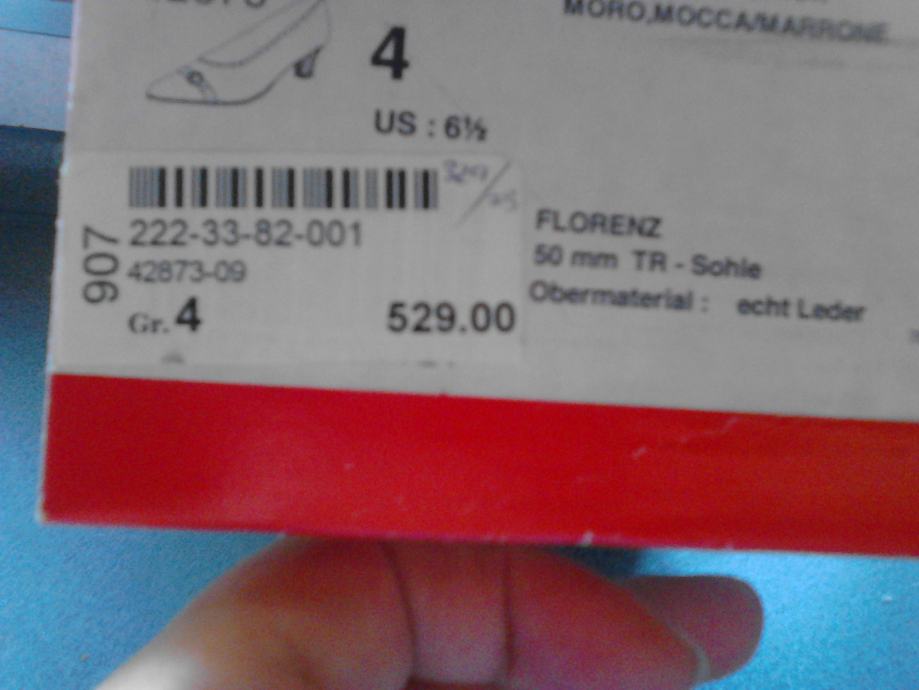 MORO,MOCCA/MARRONE
4
US : 6½
907
222-33-82-001
42873-09
Gr. 4
529.00
FLORENZ
50 mm TR - Sohle
Obermaterial : echt Leder